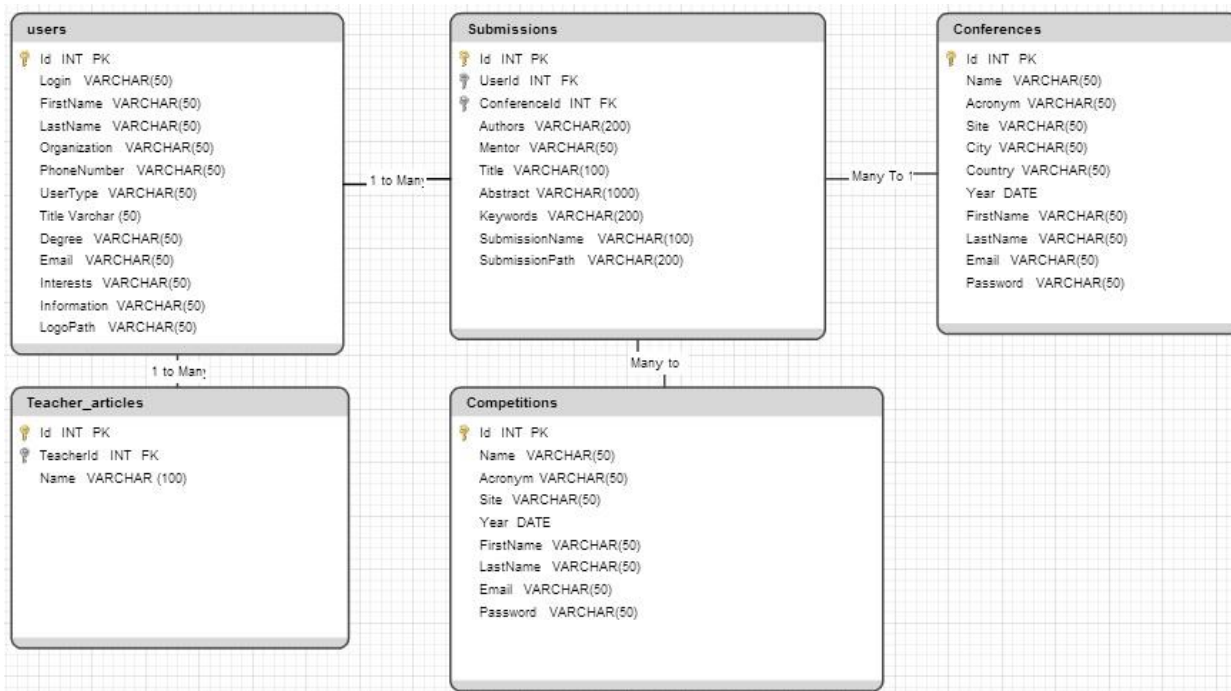 users
Id INT PK
Login VARCHAR(50)
FirstName VARCHAR(50)
LastName VARCHAR(50)
Organization VARCHAR(50)
PhoneNumber VARCHAR(50)
UserType VARCHAR(50)
Title Varchar (50)
Degree VARCHAR(50)
Email VARCHAR(50)
Interests VARCHAR(50)
Information VARCHAR(50)
LogoPath VARCHAR(50)
1 to Many
Submissions
Id INT PK
UserId INT FK
ConferenceId INT FK
Authors VARCHAR(200)
Mentor VARCHAR(50)
Title VARCHAR(100)
Abstract VARCHAR(1000)
Keywords VARCHAR(200)
SubmissionName VARCHAR(100)
SubmissionPath VARCHAR(200)
Many To 1
Conferences
Id INT PK
Name VARCHAR(50)
Acronym VARCHAR(50)
Site VARCHAR(50)
City VARCHAR(50)
Country VARCHAR(50)
Year DATE
FirstName VARCHAR(50)
LastName VARCHAR(50)
Email VARCHAR(50)
Password VARCHAR(50)
1 to Many
Teacher_articles
Id INT PK
TeacherId INT FK
Name VARCHAR (100)
Many to
Competitions
Id INT PK
Name VARCHAR(50)
Acronym VARCHAR(50)
Site VARCHAR(50)
Year DATE
FirstName VARCHAR(50)
LastName VARCHAR(50)
Email VARCHAR(50)
Password VARCHAR(50)